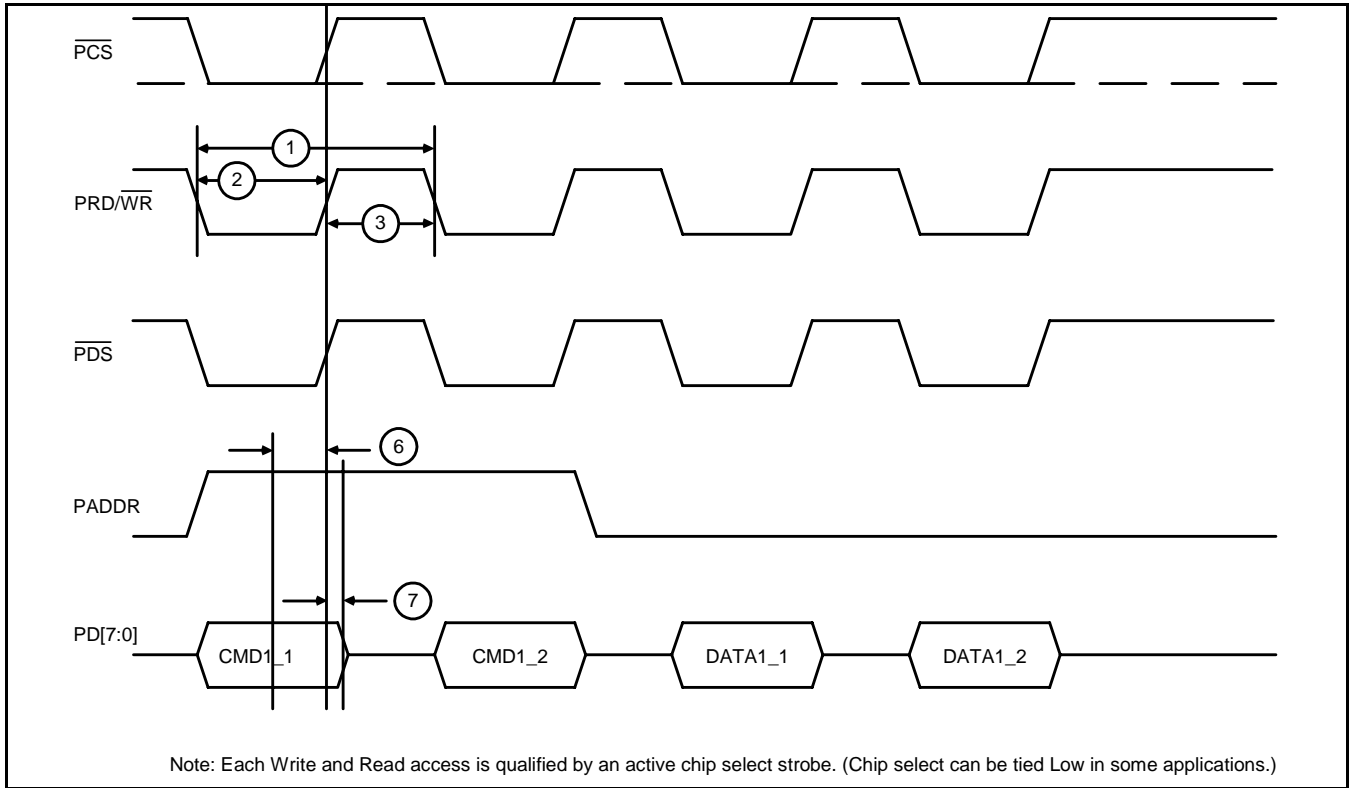 PCS
1
2
PRD/WR
3
PDS
6
PADDR
7
PD[7:0]
CMD1_1 CMD1_2 DATA1_1 DATA1_2
Note: Each Write and Read access is qualified by an active chip select strobe. (Chip select can be tied Low in some applications.)